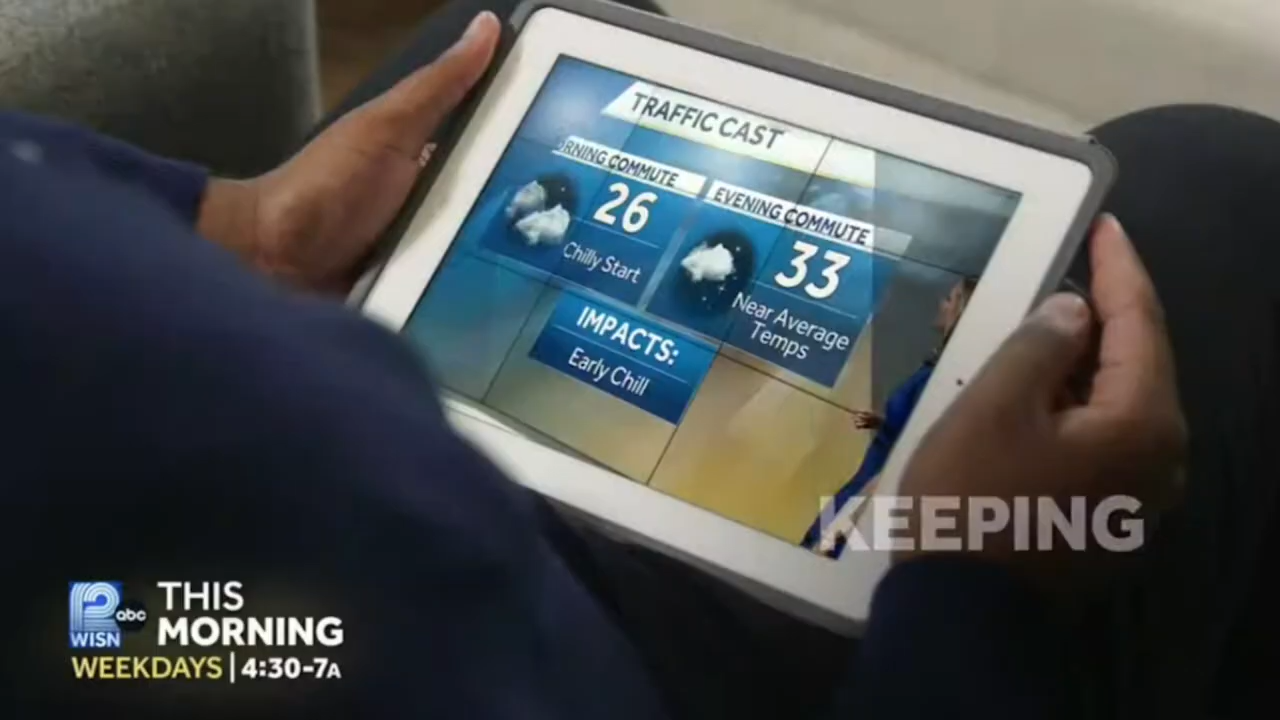 TRAFFIC CAST
ORNING COMMUTE
26
Chilly Start
EVENING COMMUTE
33
Near Average
Temps
IMPACTS:
Early Chill
KEEPING
12
abc
WISN
THIS
MORNING
WEEKDAYS | 4:30-7A